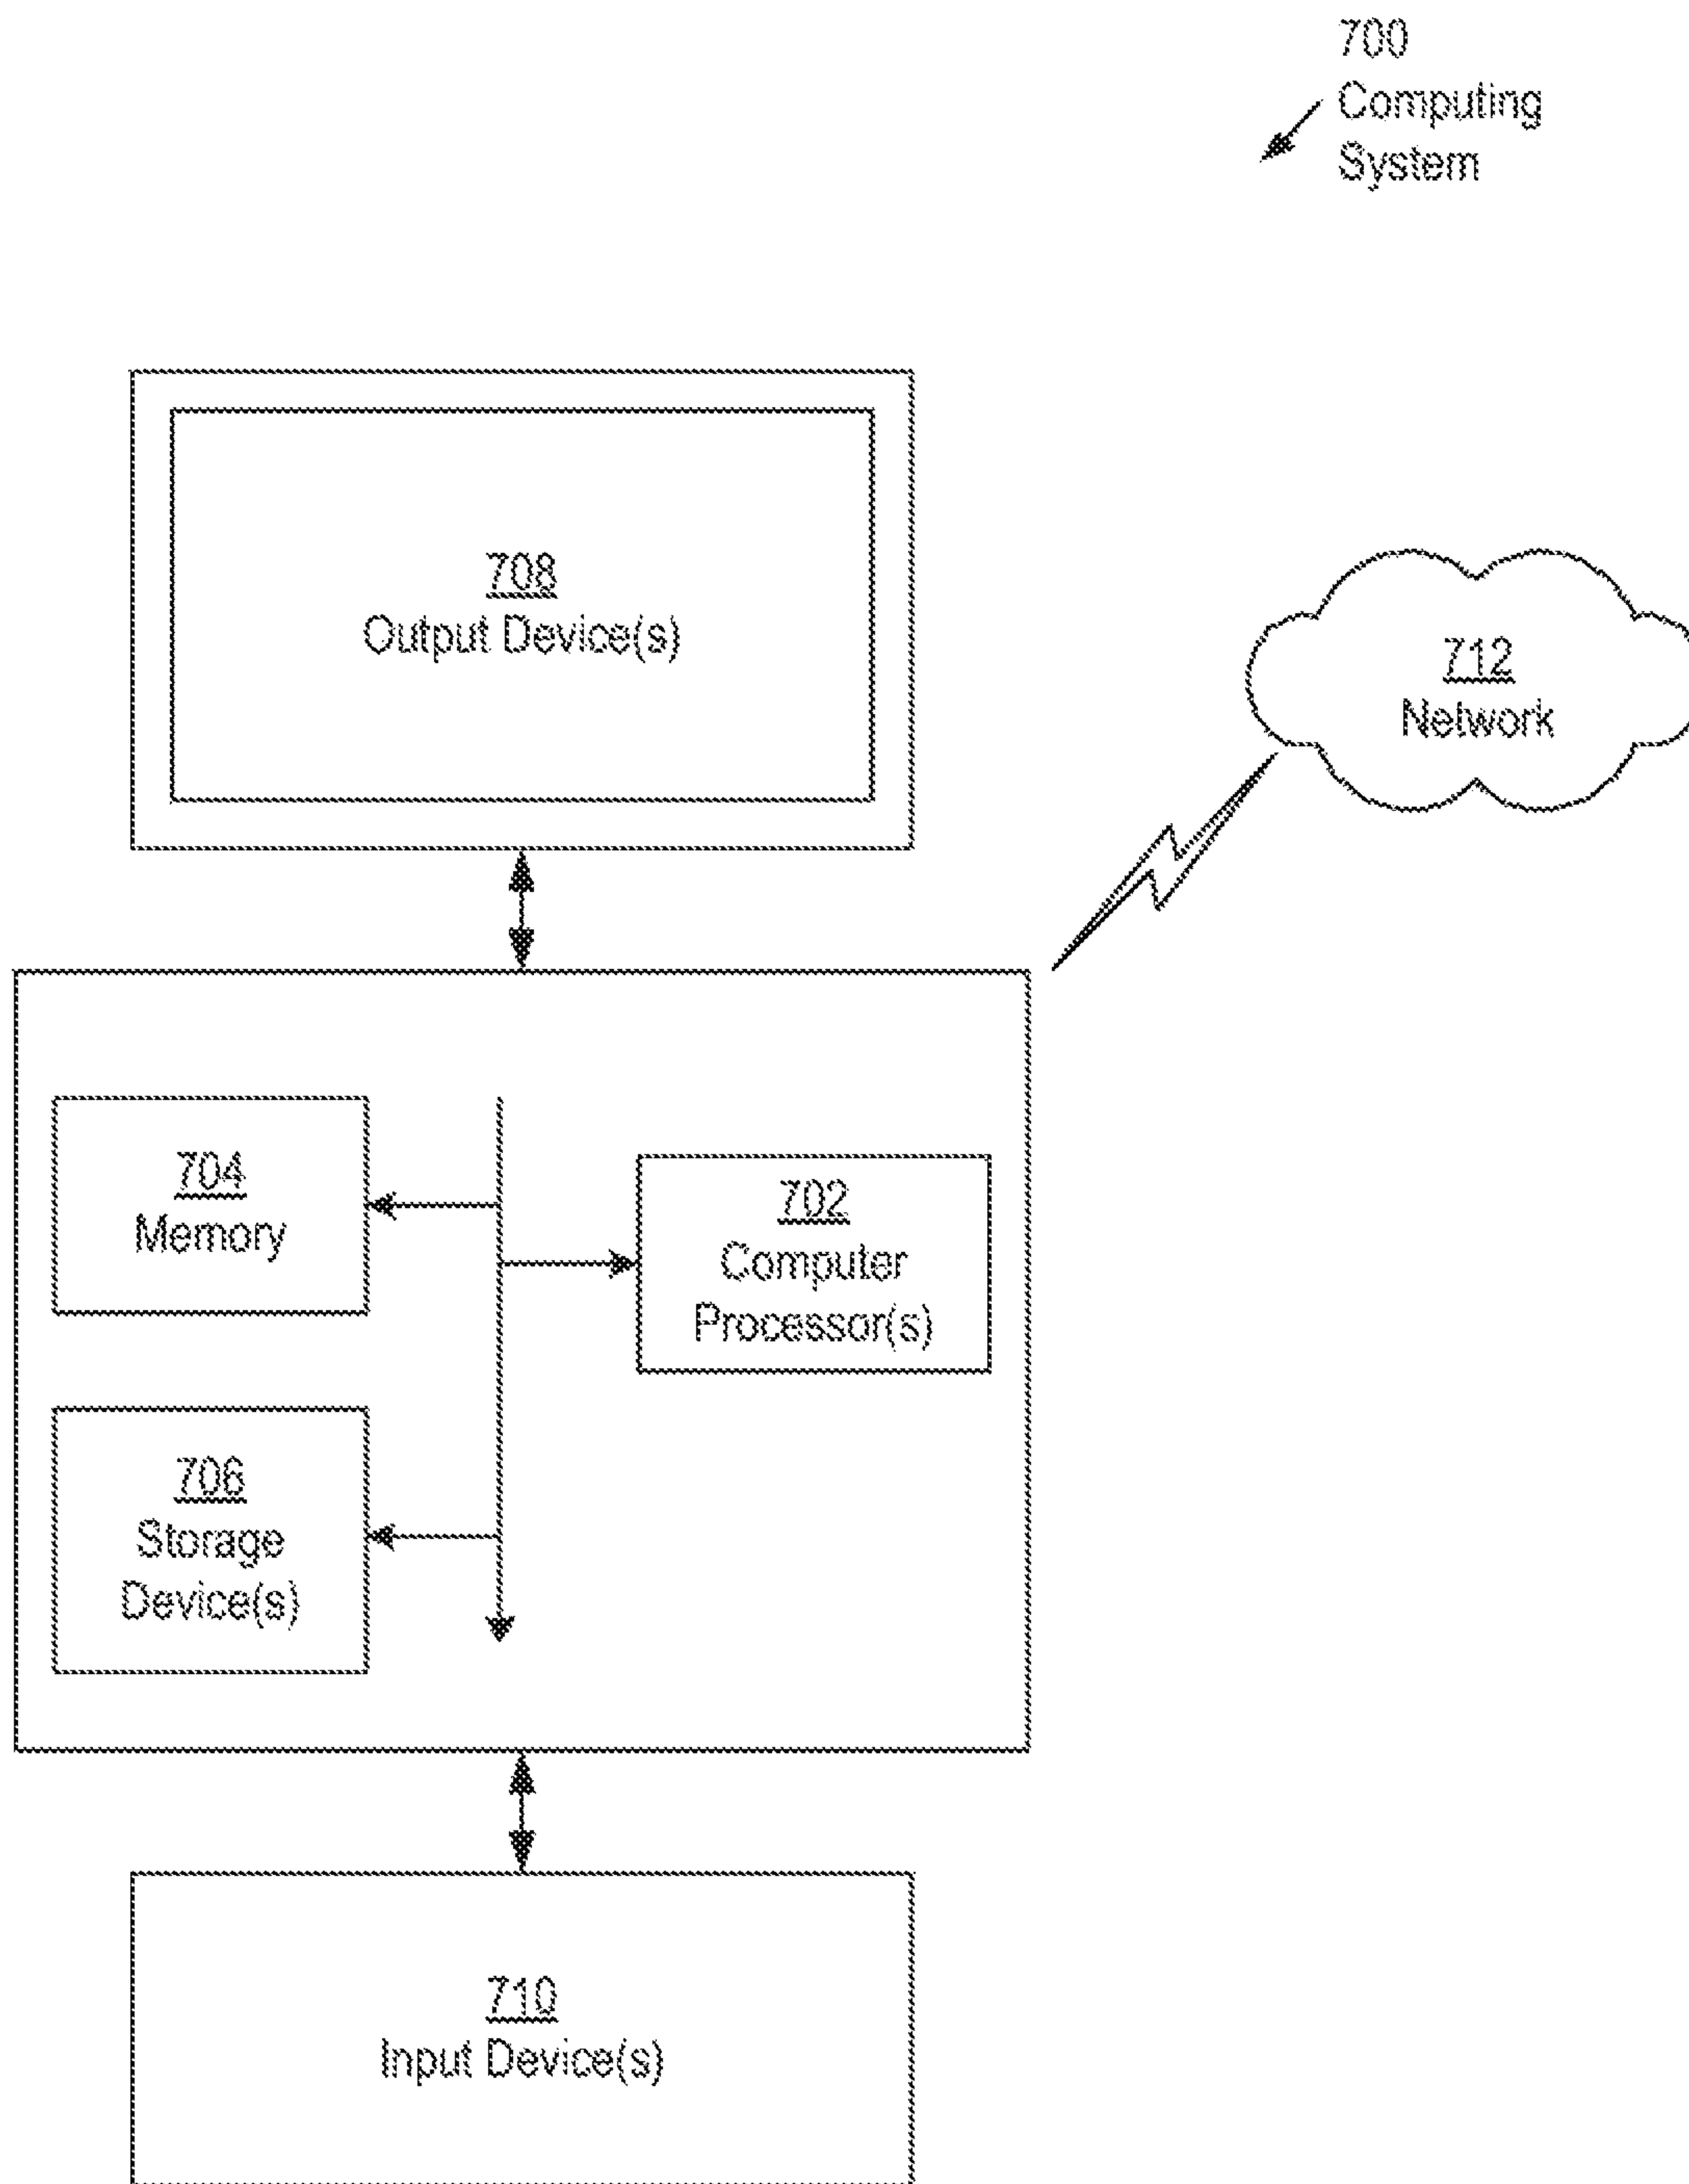 700
Computing
System
708
Output Device(s)
712
Network
704
Memory
702
Computer
Processor(s)
706
Storage
Device(s)
710
Input Device(s)